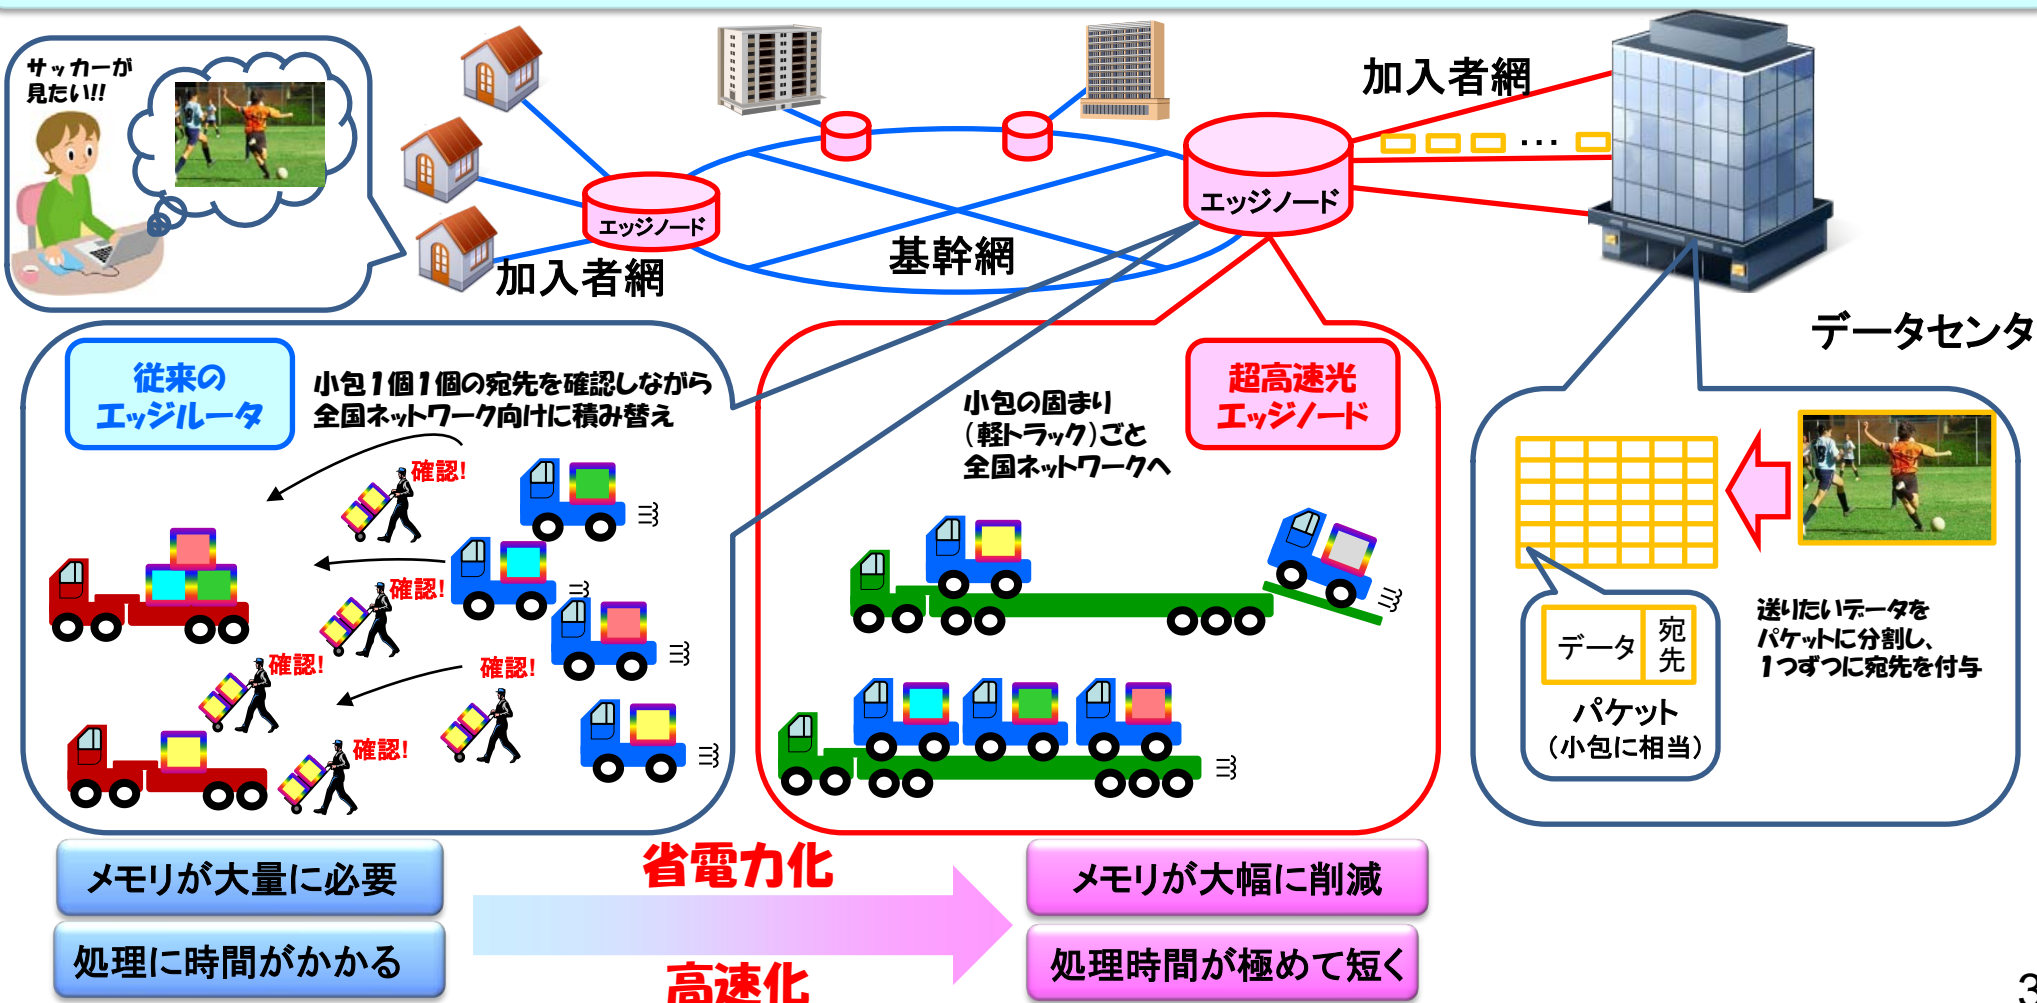 サッカーが
見たい!!
加入者網
エッジノード
エッジノード
加入者網
基幹網
データセンタ
従来の
エッジルータ
小包1個1個の宛先を確認しながら
全国ネットワーク向けに積み替え
確認!
確認!
確認!
確認!
確認!
小包の固まり
(軽トラック)ごと
全国ネットワークへ
超高速光
エッジノード
データ
宛先
パケット
(小包に相当)
送りたいデータを
パケットに分割し、
1つずつに宛先を付与
メモリが大量に必要
処理に時間がかかる
省電力化
高速化
メモリが大幅に削減
処理時間が極めて短く
3